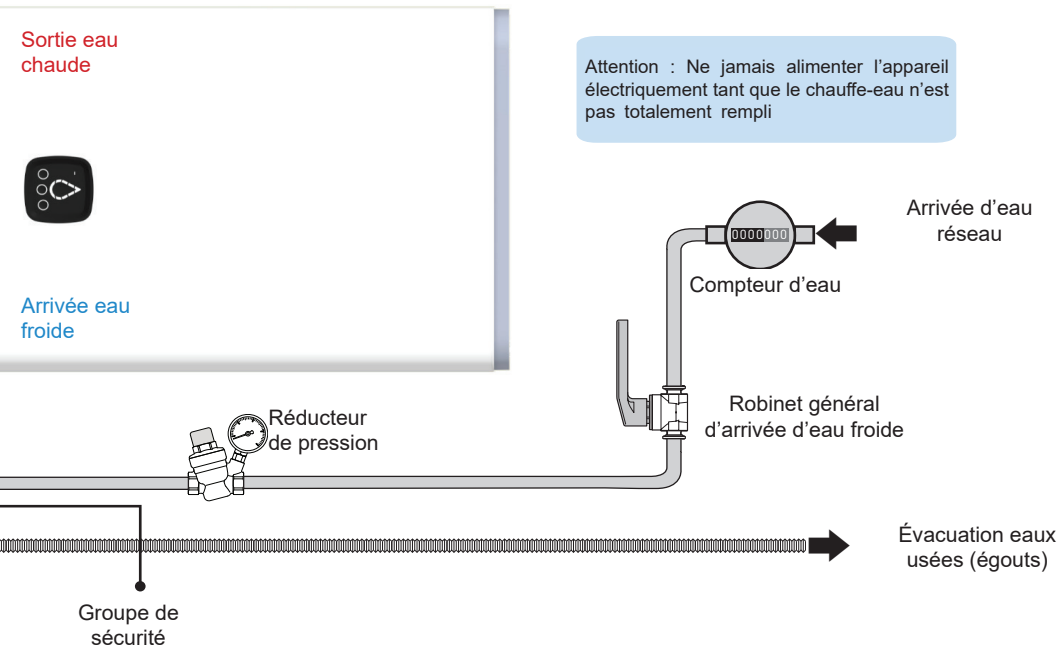 Sortie eau
chaude
Attention : Ne jamais alimenter l’appareil
électriquement tant que le chauffe-eau n’est
pas totalement rempli
Arrivée d’eau
réseau
0000000
Compteur d’eau
Arrivée eau
froide
Robinet général
d’arrivée d’eau froide
Réducteur
de pression
Évacuation eaux
usées (égouts)
Groupe de
sécurité